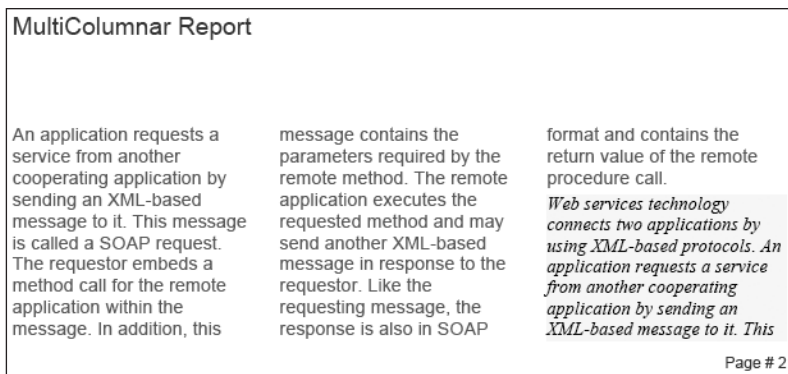 MultiColumnar Report
An application requests a
service from another
cooperating application by
sending an XML-based
message to it. This message
is called a SOAP request.
The requestor embeds a
method call for the remote
application within the
message. In addition, this
message contains the
parameters required by the
remote method. The remote
application executes the
requested method and may
send another XML-based
message in response to the
requestor. Like the
requesting message, the
response is also in SOAP
format and contains the
return value of the remote
procedure call.
Web services technology
connects two applications by
using XML-based protocols. An
application requests a service
from another cooperating
application by sending an
XML-based message to it. This
Page # 2